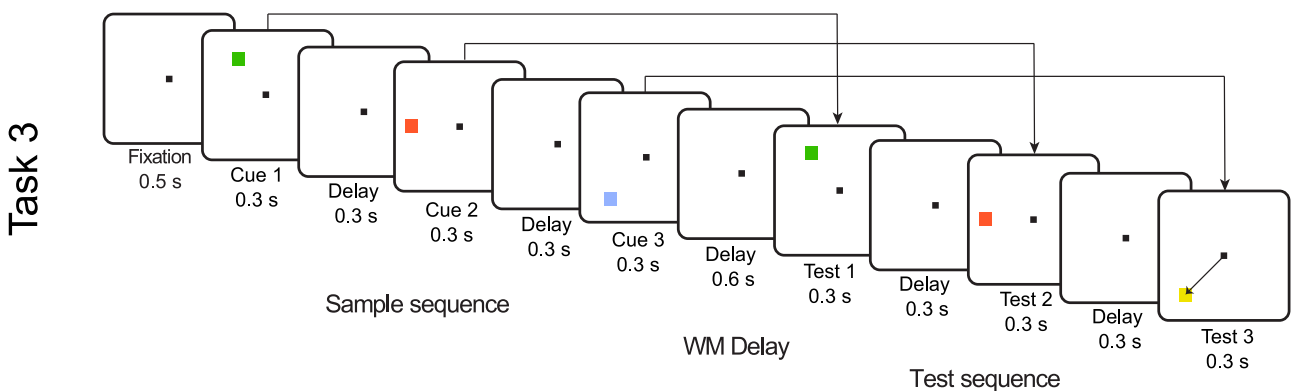 Task 3
Fixation
0.5 s
Cue 1
0.3 s
Delay
0.3 s
Cue 2
0.3 s
Delay
0.3 s
Cue 3
0.3 s
Delay
0.6 s
Test 1
0.3 s
Delay
0.3 s
Test 2
0.3 s
Delay
0.3 s
Test 3
0.3 s
Sample sequence
WM Delay
Test sequence